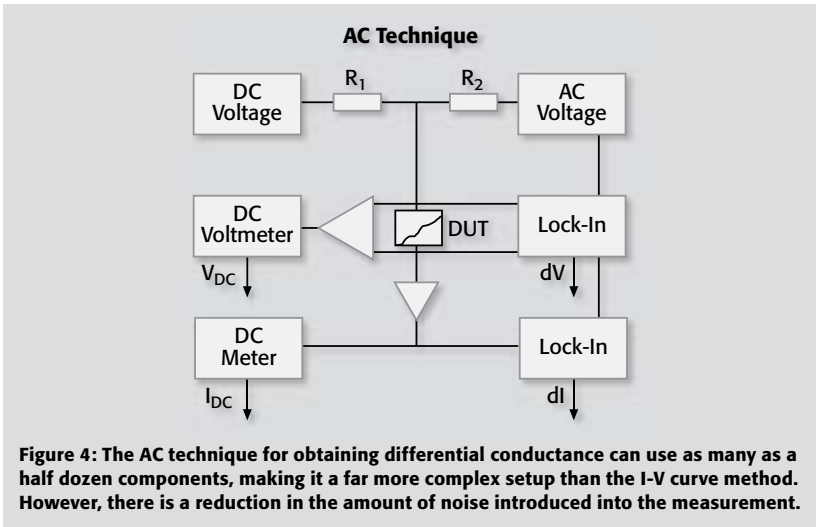 AC Technique
R1
R2
DC
Voltage
AC
Voltage
DC
Voltmeter
DUT
Lock-In
VDC
dV
DC
Meter
Lock-In
IDC
dI
Figure 4: The AC technique for obtaining differential conductance can use as many as a
half dozen components, making it a far more complex setup than the I-V curve method.
However, there is a reduction in the amount of noise introduced into the measurement.